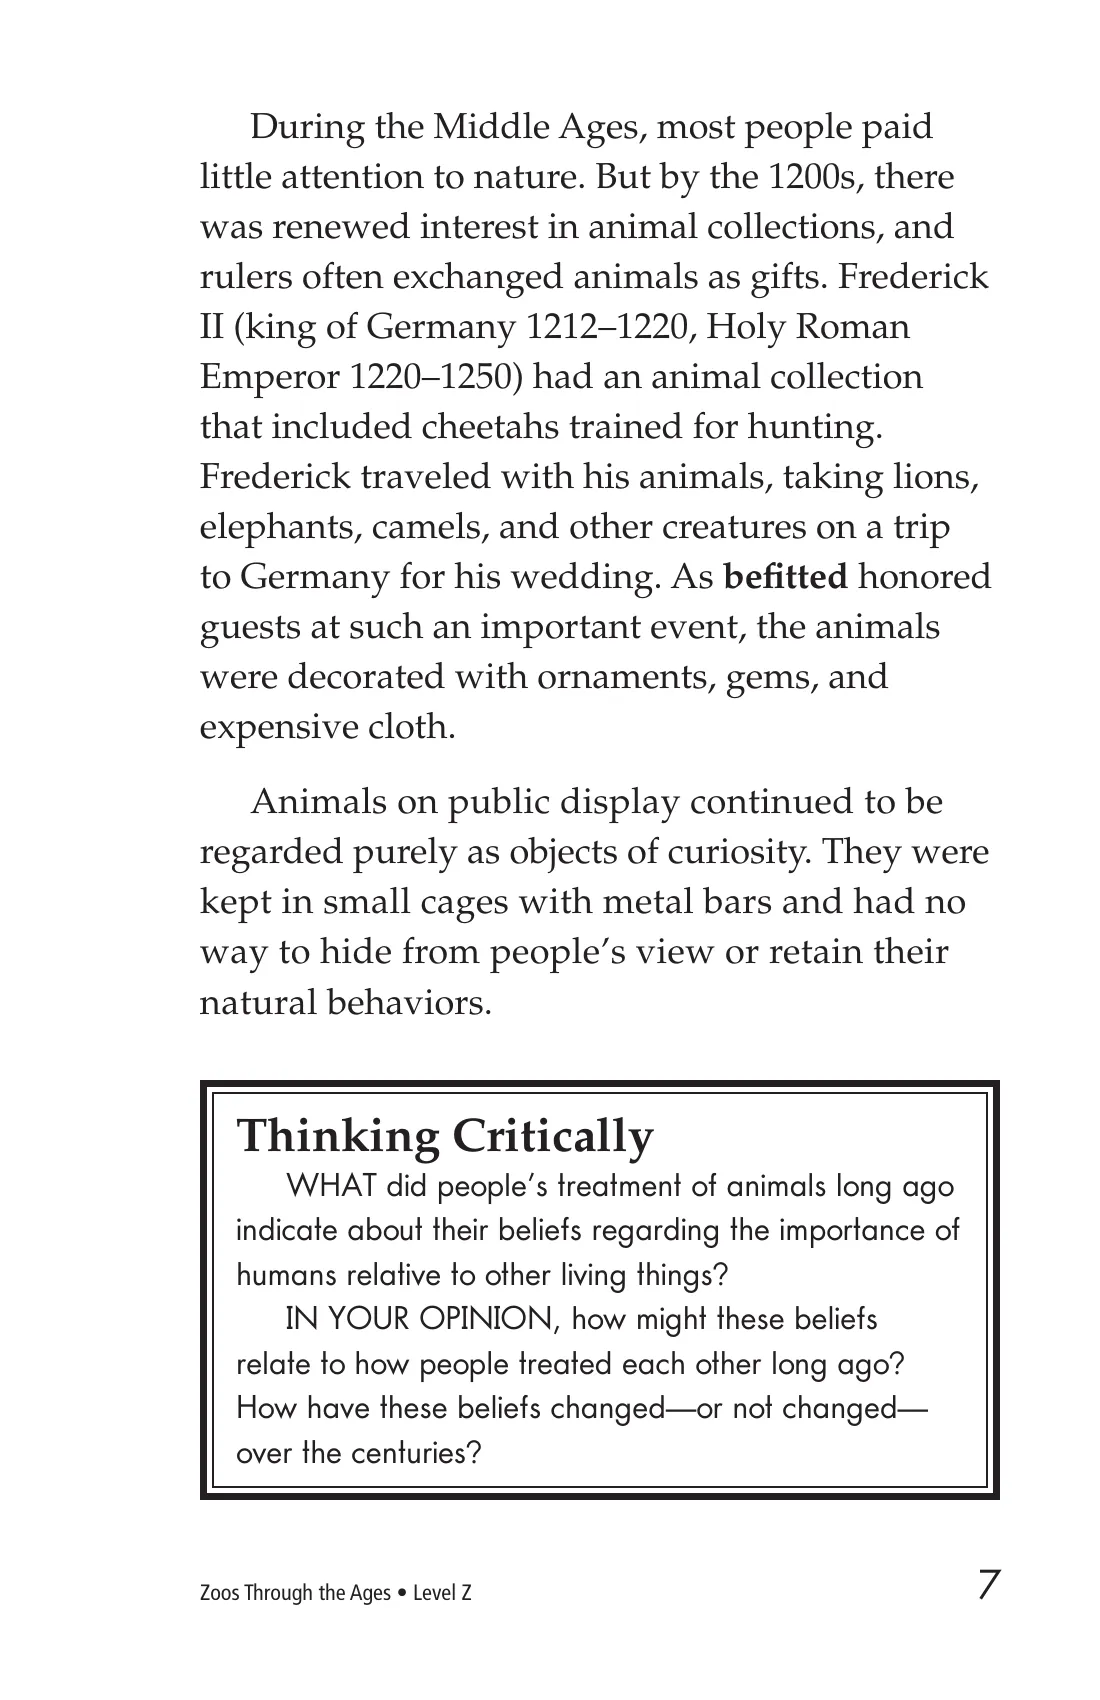 During the Middle Ages, most people paid
little attention to nature. But by the 1200s, there
was renewed interest in animal collections, and
rulers often exchanged animals as gifts. Frederick
II (king of Germany 1212–1220, Holy Roman
Emperor 1220–1250) had an animal collection
that included cheetahs trained for hunting.
Frederick traveled with his animals, taking lions,
elephants, camels, and other creatures on a trip
to Germany for his wedding. As befitted honored
guests at such an important event, the animals
were decorated with ornaments, gems, and
expensive cloth.
Animals on public display continued to be
regarded purely as objects of curiosity. They were
kept in small cages with metal bars and had no
way to hide from people’s view or retain their
natural behaviors.
Thinking Critically
WHAT did people’s treatment of animals long ago
indicate about their beliefs regarding the importance of
humans relative to other living things?
IN YOUR OPINION, how might these beliefs
relate to how people treated each other long ago?
How have these beliefs changed—or not changed—
over the centuries?
Zoos Through the Ages • Level Z 7